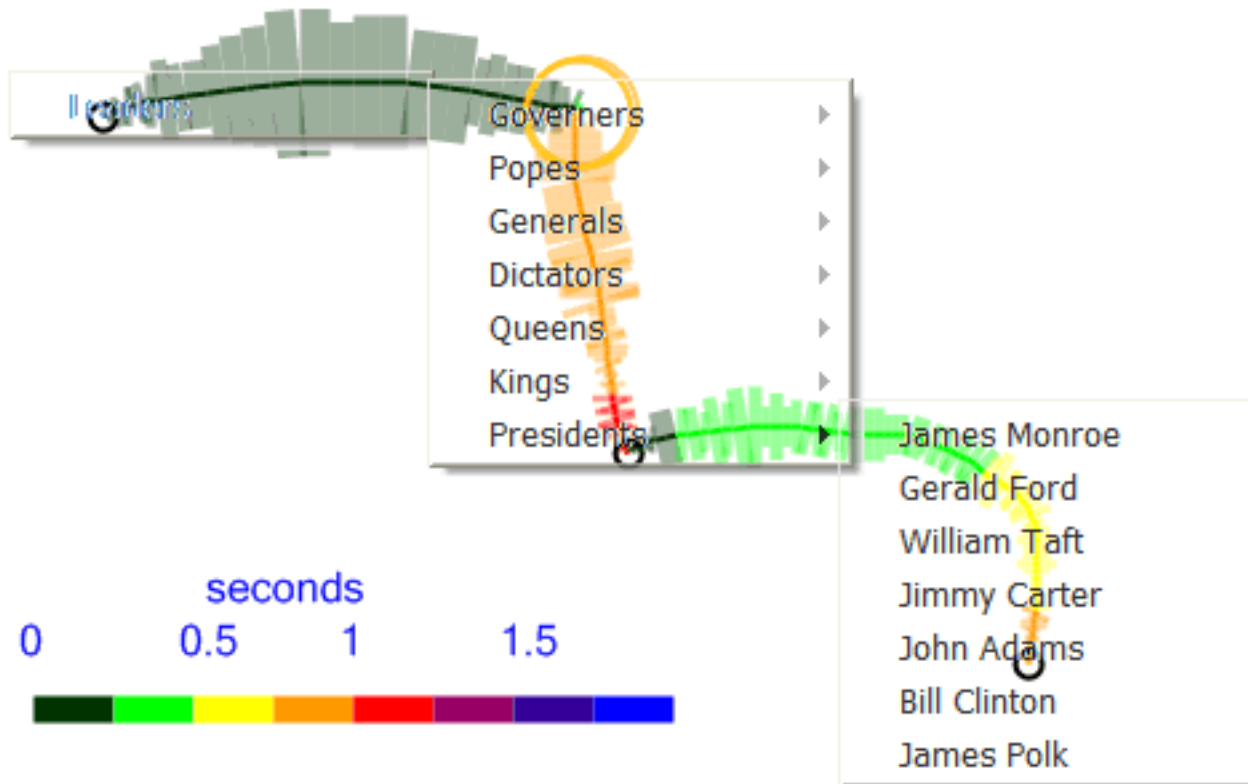 Leaders
Governers
Popes
Generals
Dictators
Queens
Kings
Presidents
James Monroe
Gerald Ford
William Taft
Jimmy Carter
John Adams
Bill Clinton
James Polk
seconds
0 0.5 1 1.5